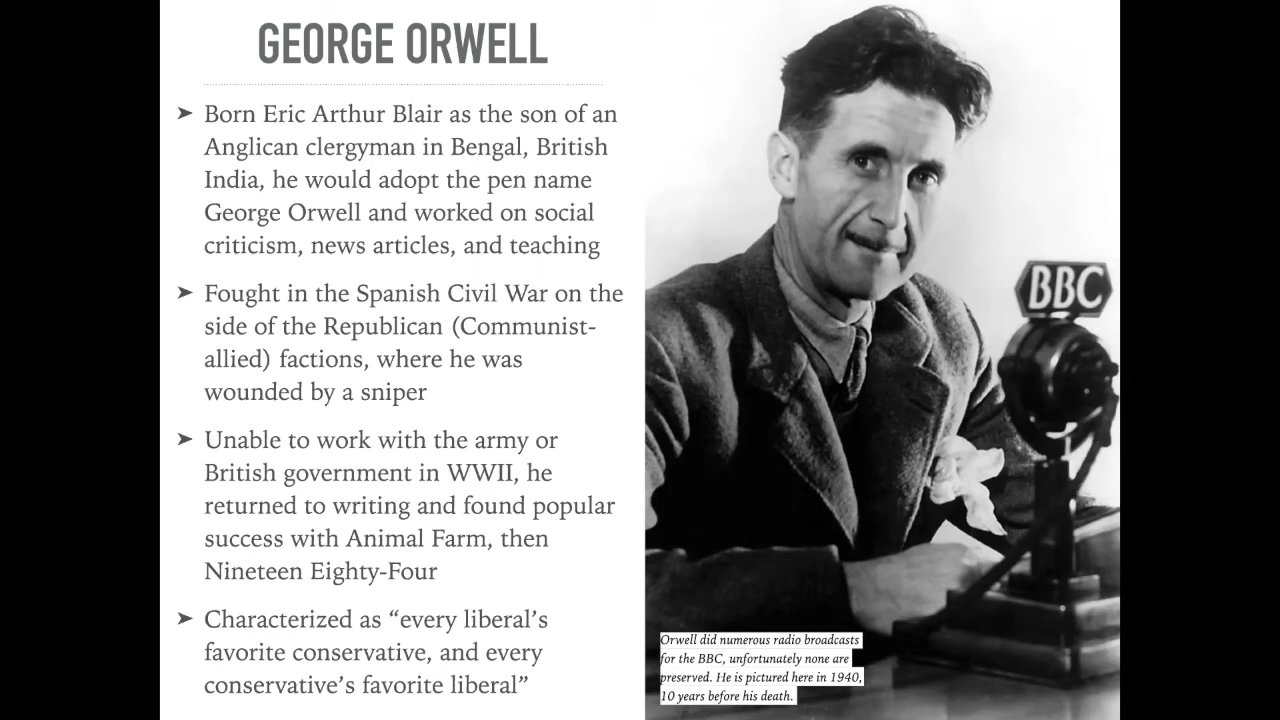 GEORGE ORWELL
➤ Born Eric Arthur Blair as the son of an
Anglican clergyman in Bengal, British
India, he would adopt the pen name
George Orwell and worked on social
criticism, news articles, and teaching
➤ Fought in the Spanish Civil War on the
side of the Republican (Communist-
allied) factions, where he was
wounded by a sniper
➤ Unable to work with the army or
British government in WWII, he
returned to writing and found popular
success with Animal Farm, then
Nineteen Eighty-Four
➤ Characterized as “every liberal’s
favorite conservative, and every
conservative’s favorite liberal”
BBC
Orwell did numerous radio broadcasts
for the BBC, unfortunately none are
preserved. He is pictured here in 1940,
10 years before his death.